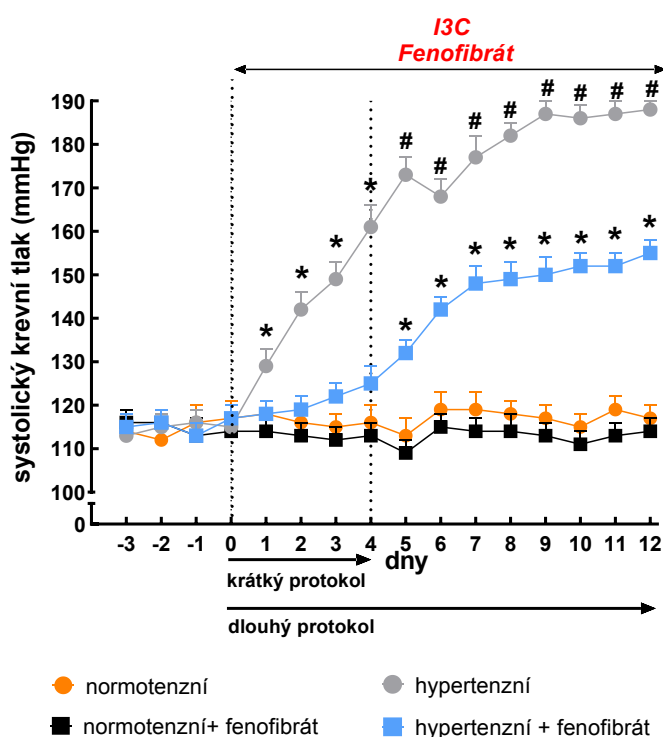 I3C
Fenofibrát
systolický krevní tlak (mmHg)
190
180
170
160
150
140
130
120
110
100
0
# # # # # # # #
* * * *
* * * * * * * *
-3 -2 -1 0 1 2 3 4 5 6 7 8 9 10 11 12
dny
krátký protokol
dlouhý protokol
normotenzní
hypertenzní
normotenzní+ fenofibrát
hypertenzní + fenofibrát